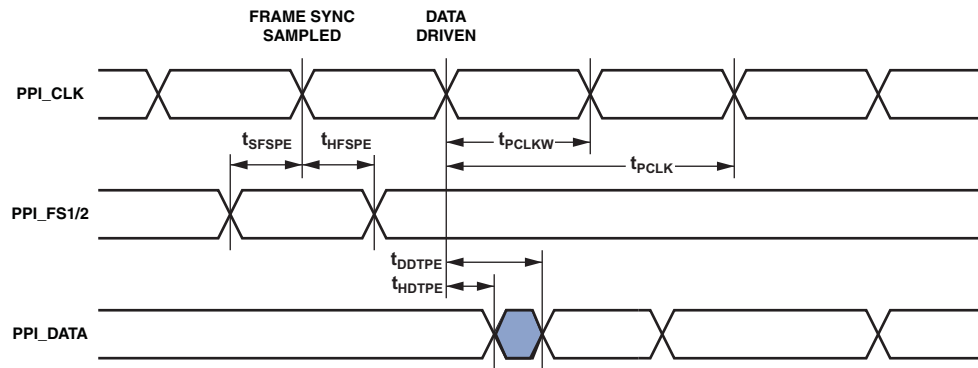 FRAME SYNC
SAMPLED
DATA
DRIVEN
PPI_CLK
tSFSPE
tHFSPE
tPCLKW
tPCLK
PPI_FS1/2
tDDTPE
tHDTPE
PPI_DATA